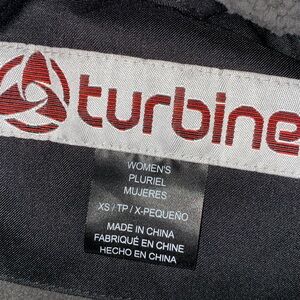 turbine
WOMEN'S
PLURIEL
MUJERES
XS / TP / X-PEQUEÑO
MADE IN CHINA
FABRIQUÉ EN CHINE
HECHO EN CHINA